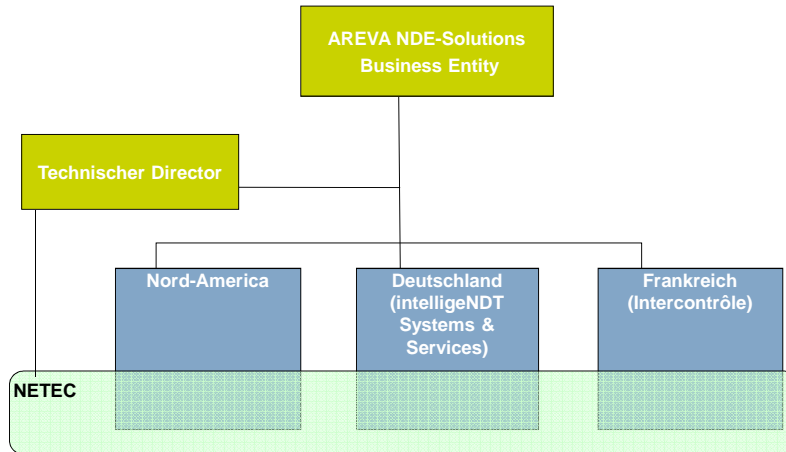 AREVA NDE-Solutions
Business Entity
Technischer Director
Nord-America
Deutschland
(intelligeNDT
Systems &
Services)
Frankreich
(Intercontrôle)
NETEC